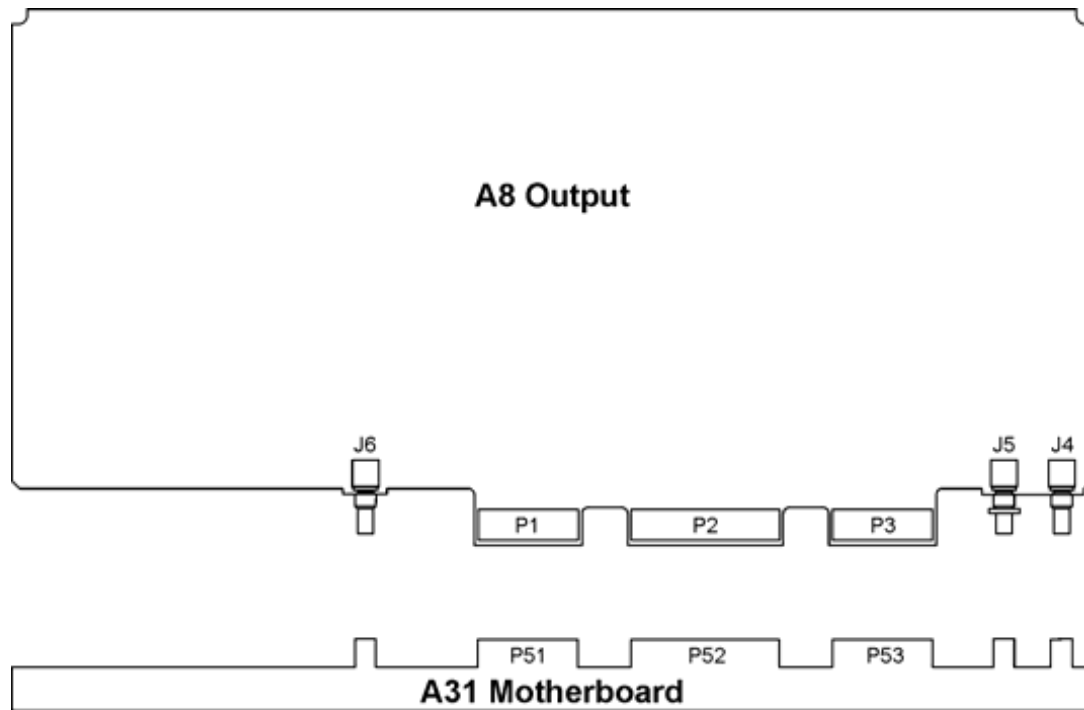 A8 Output
J6 J5 J4
P1 P2 P3
P51 P52 P53
A31 Motherboard